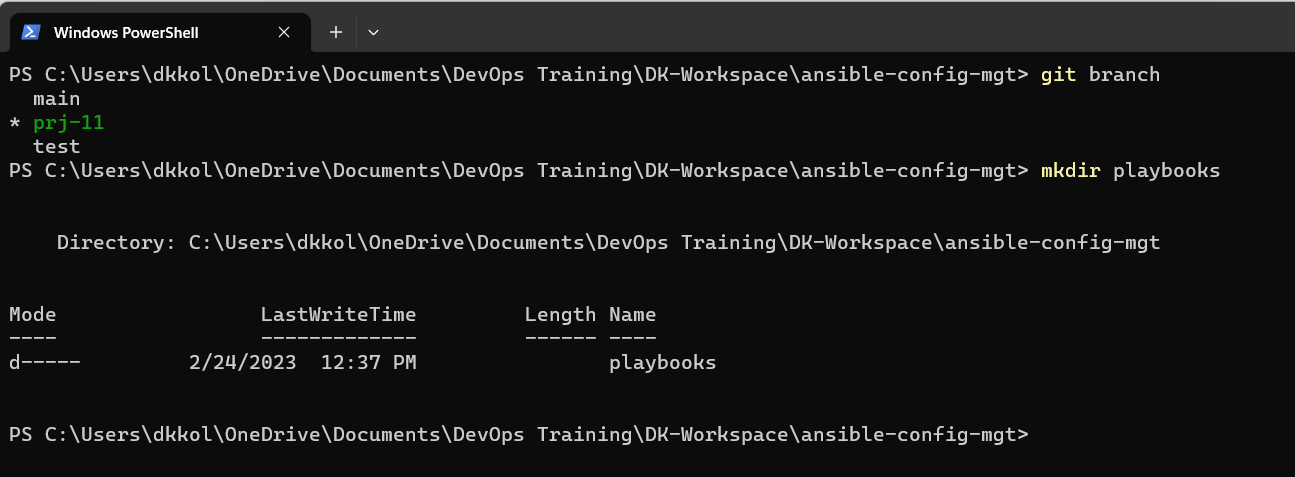 Windows PowerShell
PS C:\Users\dkkol\OneDrive\Documents\DevOps Training\DK-Workspace\ansible-config-mgt> git branch
  main
* prj-11
  test
PS C:\Users\dkkol\OneDrive\Documents\DevOps Training\DK-Workspace\ansible-config-mgt> mkdir playbooks
    Directory: C:\Users\dkkol\OneDrive\Documents\DevOps Training\DK-Workspace\ansible-config-mgt
Mode                 LastWriteTime         Length Name
----                 -------------         ------ ----
d-----         2/24/2023  12:37 PM                playbooks
PS C:\Users\dkkol\OneDrive\Documents\DevOps Training\DK-Workspace\ansible-config-mgt>